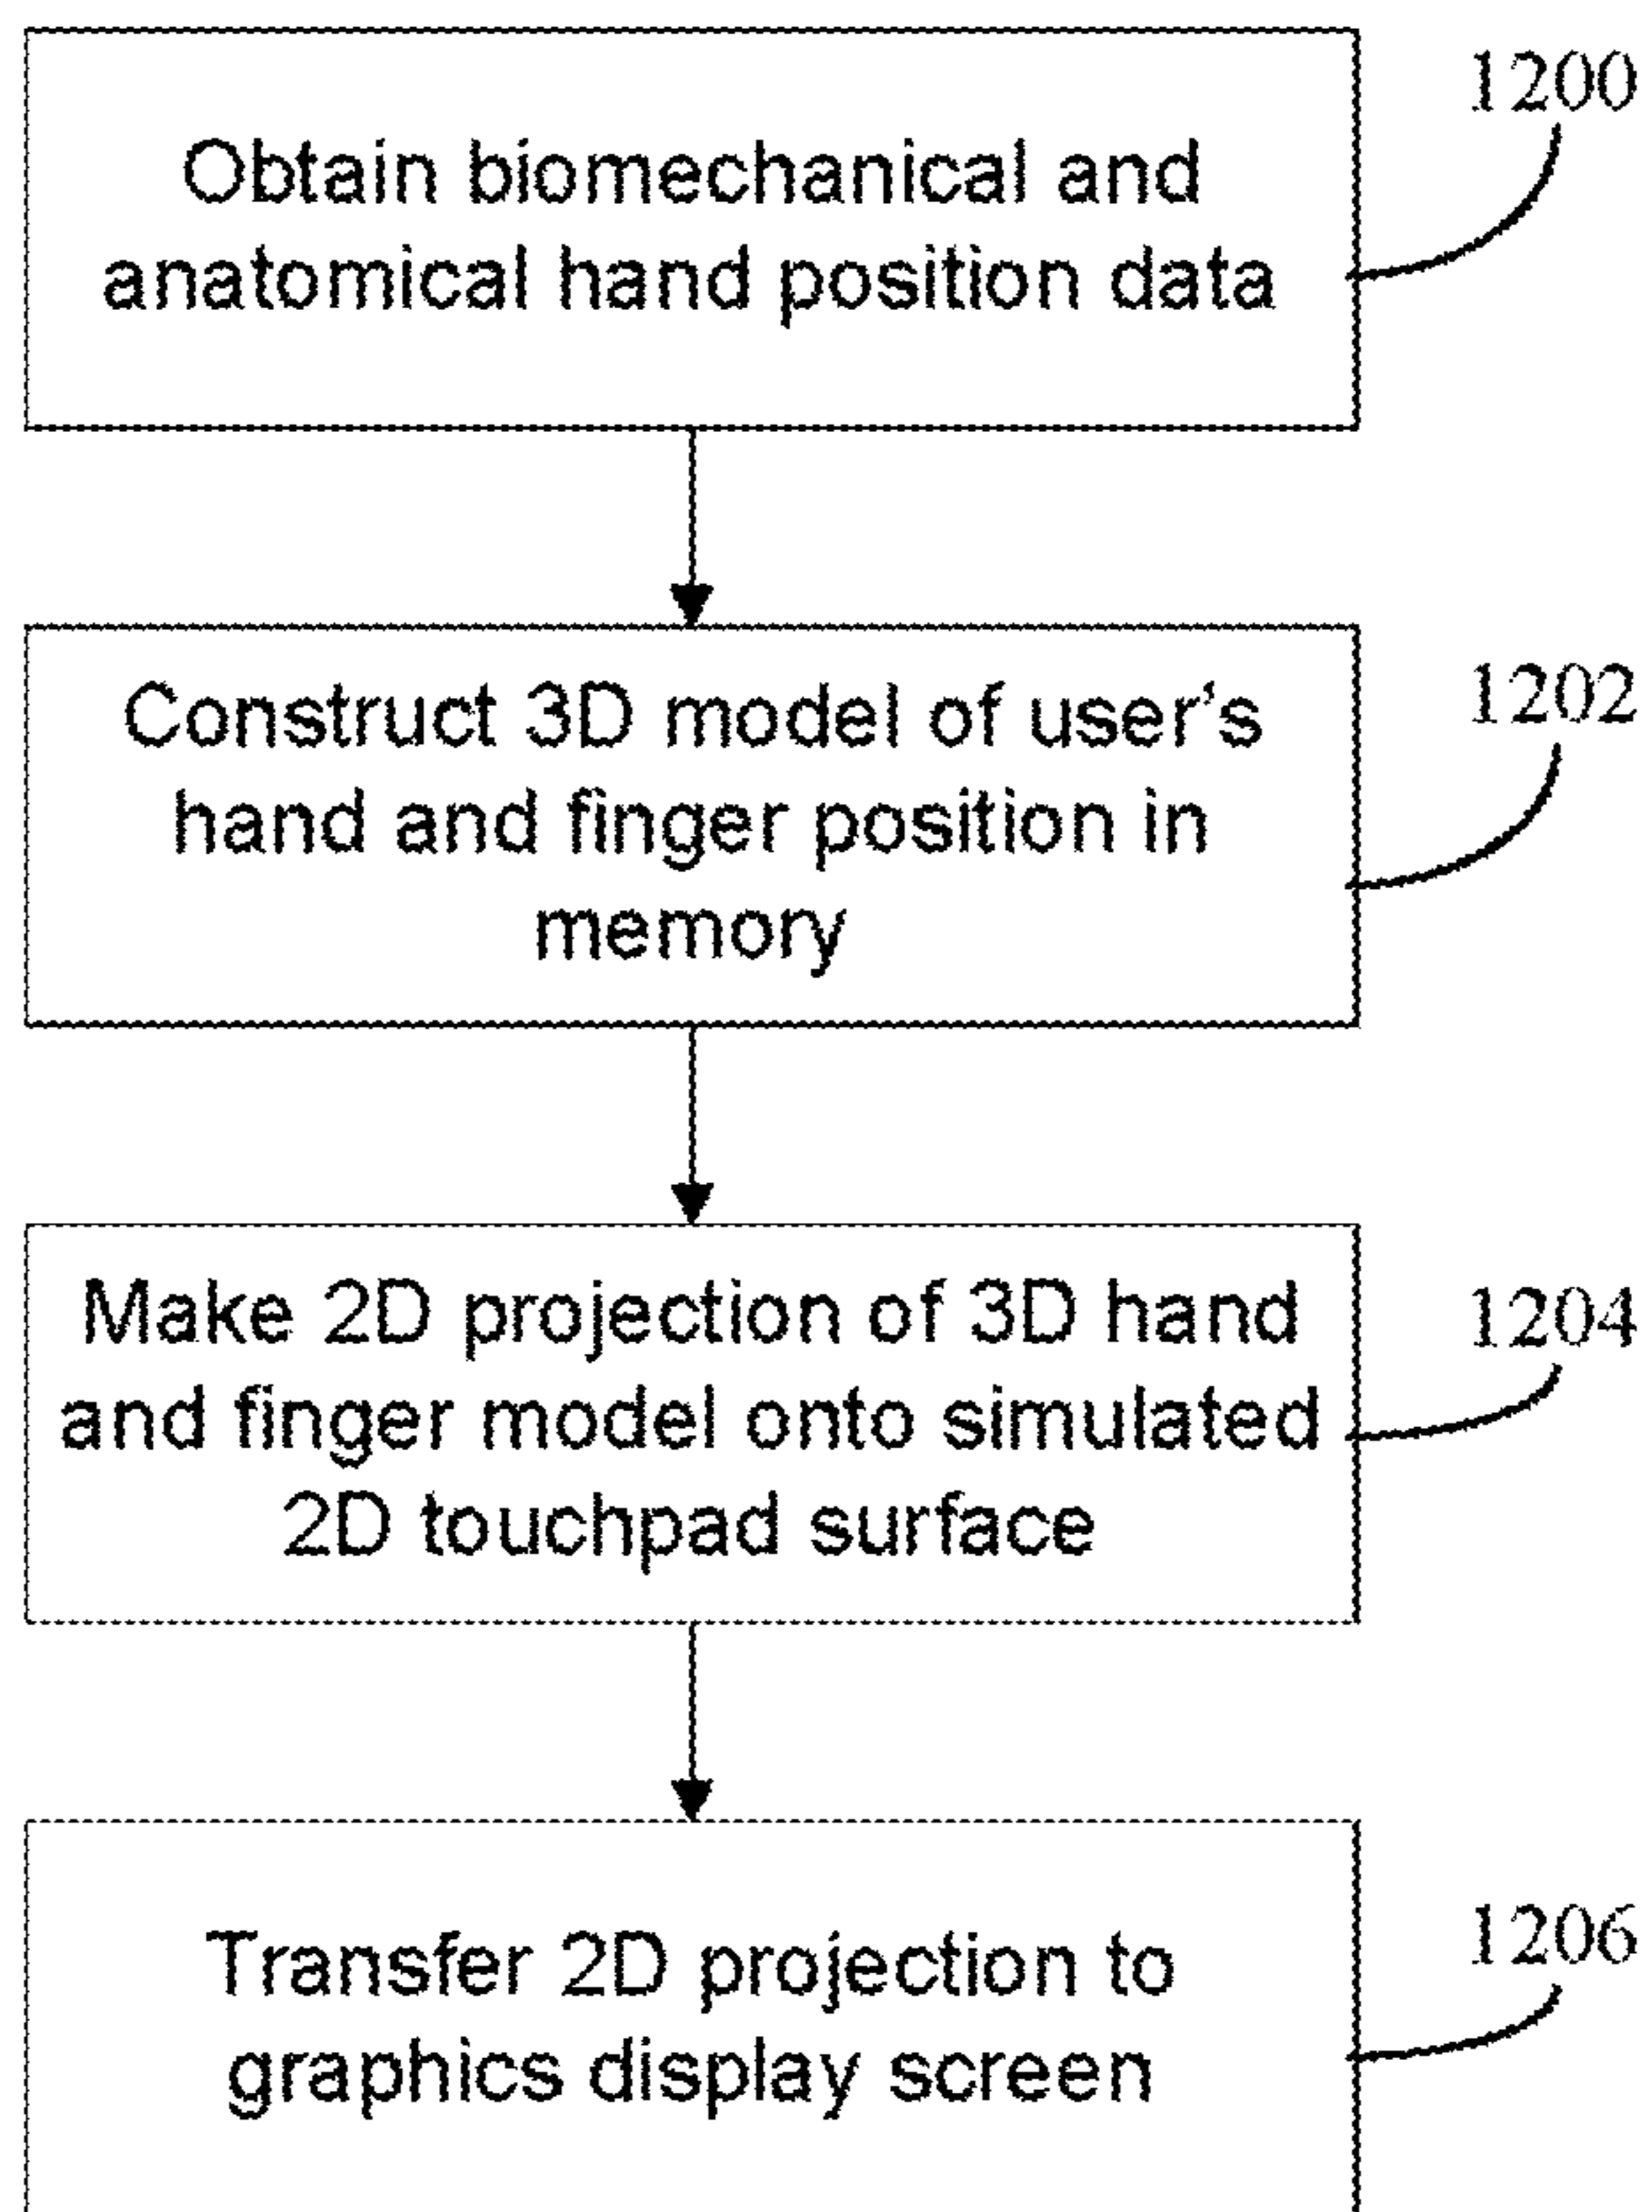 1200
Obtain biomechanical and
anatomical hand position data
1202
Construct 3D model of user's
hand and finger position in
memory
1204
Make 2D projection of 3D hand
and finger model onto simulated
2D touchpad surface
1206
Transfer 2D projection to
graphics display screen